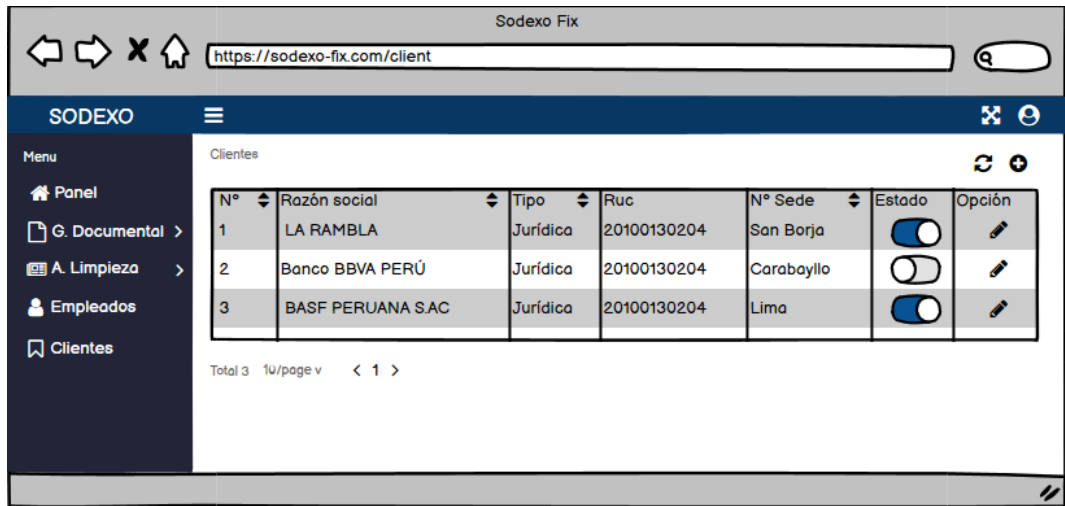 Sodexo Fix
https://sodexo-fix.com/client
SODEXO
Menu
Panel
G. Documental >
A. Limpieza >
Empleados
Clientes
Clientes
N° Razón social Tipo Ruc N° Sede Estado Opción
1 LA RAMBLA Jurídica 20100130204 San Borja
2 Banco BBVA PERÚ Jurídica 20100130204 Carabayllo
3 BASF PERUANA S.AC Jurídica 20100130204 Lima
Total 3 10/page v < 1 >